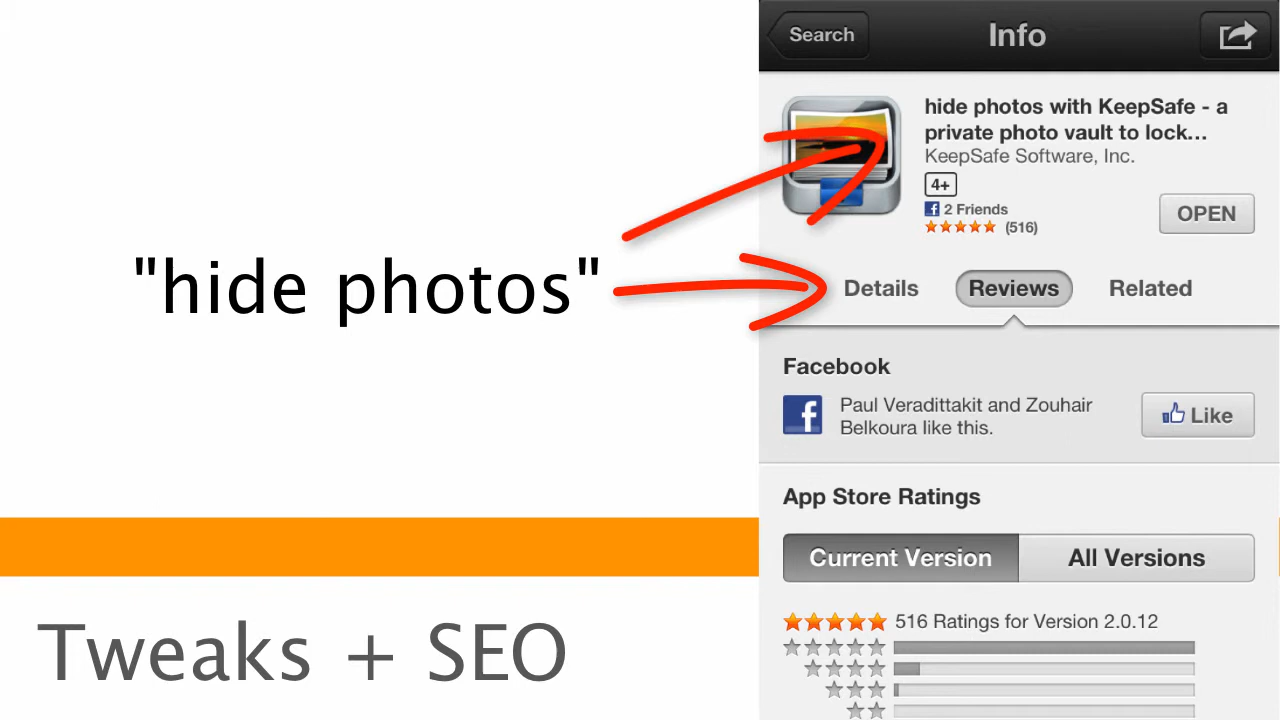 "hide photos"
Tweaks + SEO
Search
Info
hide photos with KeepSafe - a
private photo vault to lock...
KeepSafe Software, Inc.
4+
f 2 Friends
(516)
OPEN
Details
Reviews
Related
Facebook
f
Paul Veradittakit and Zouhair
Belkoura like this.
Like
App Store Ratings
Current Version
All Versions
516 Ratings for Version 2.0.12